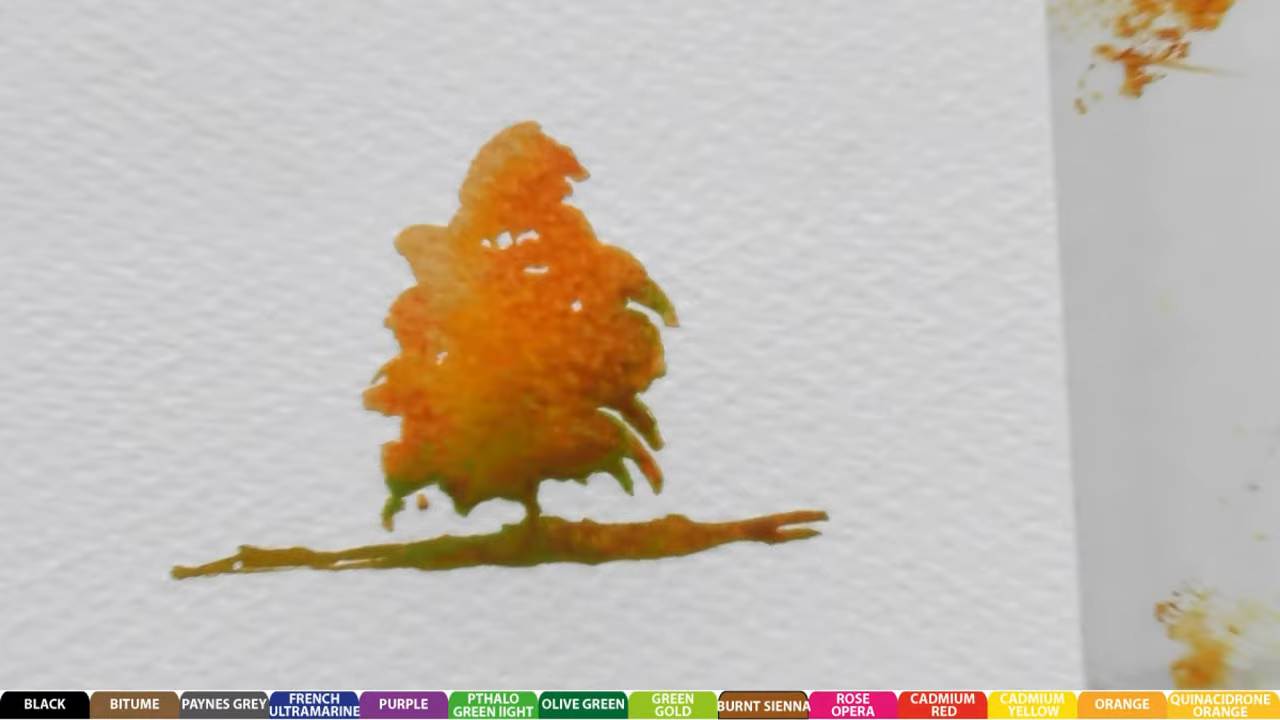 BLACK
BITUME
PAYNES GREY
FRENCH
ULTRAMARINE
PURPLE
PTHALO
GREEN lIGHT
OLIVE GREEN
GREEN
GOLD
BURNT SIENNA
ROSE
OPERA
CADMIUM
RED
CADMIUM
YELLOW
ORANGE
QUINACIDRONE
ORANGE